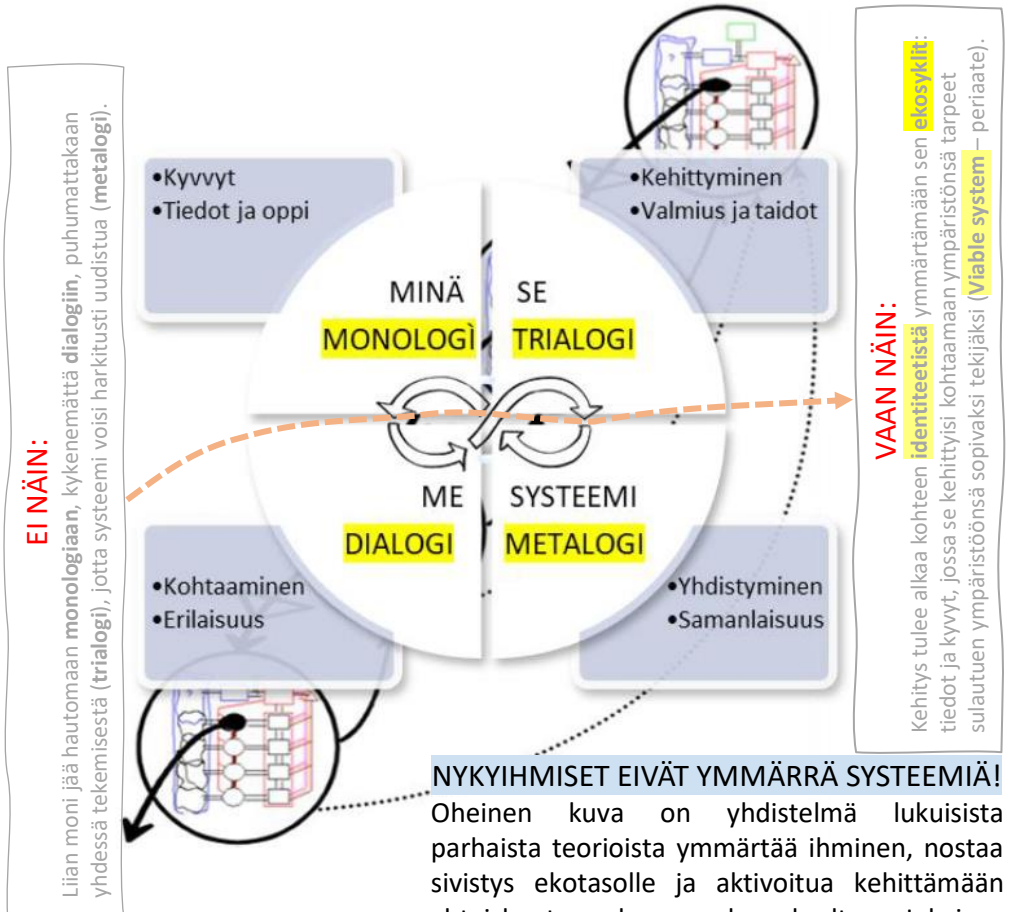 EI NÄIN:
Liian moni jää hautomaan monologiaan, kykenemättä dialogiin, puhumattakaan
yhdessä tekemisestä (trialogi), jotta systeemi voisi harkitusti uudistua (metalogi).
•Kyvvyt
•Tiedot ja oppi
•Kehittyminen
•Valmius ja taidot
MINÄ
MONOLOGÌ
SE
TRIALOGI
ME
DIALOGI
SYSTEEMI
METALOGI
•Kohtaaminen
•Erilaisuus
•Yhdistyminen
•Samanlaisuus
VAAN NÄIN:
Kehitys tulee alkaa kohteen identiteetistä ymmärtämään sen ekosyklit:
tiedot ja kyvyt, jossa se kehittyisi kohtaamaan ympäristönsä tarpeet
sulautuen ympäristöönsä sopivaksi tekijäksi (Viable system – periaate).
NYKYIHMISET EIVÄT YMMÄRRÄ SYSTEEMIÄ!
Oheinen kuva on yhdistelmä lukuisista
parhaista teorioista ymmärtää ihminen, nostaa
sivistys ekotasolle ja aktivoitua kehittämään